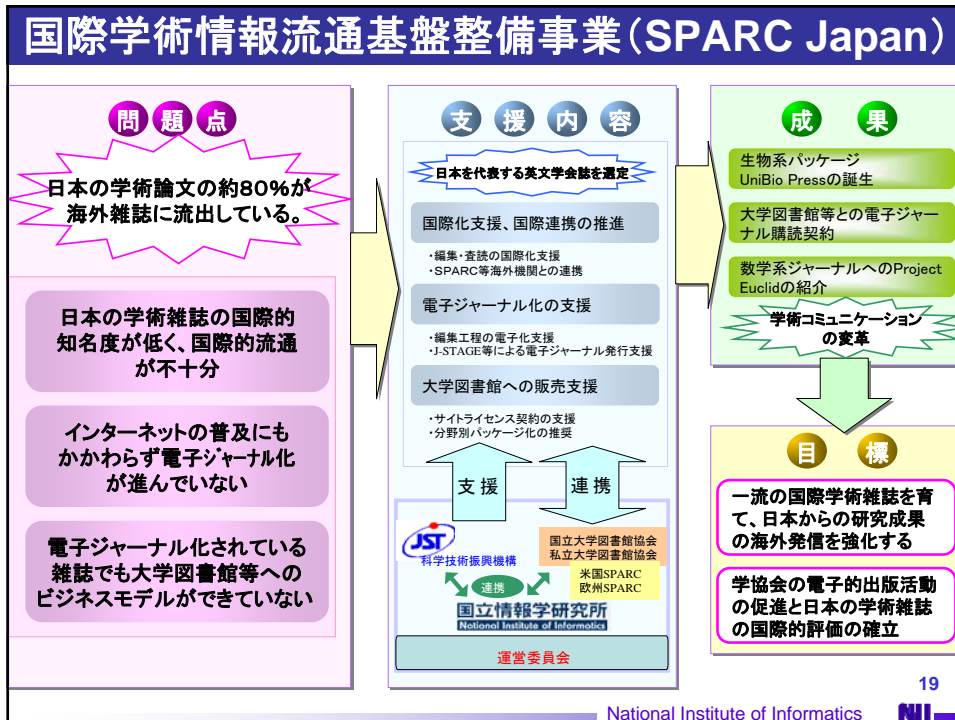 国際学術情報流通基盤整備事業（SPARC Japan）
問題点
日本の学術論文の約80%が
海外雑誌に流出している。
日本の学術雑誌の国際的
知名度が低く、国際的流通
が不十分
インターネットの普及にも
かかわらず電子ｼﾞｬｰﾅﾙ化
が進んでいない
電子ジャーナル化されている
雑誌でも大学図書館等への
ビジネスモデルができていない
支援内容
日本を代表する英文学会誌を選定
国際化支援、国際連携の推進
・編集・査読の国際化支援
・SPARC等海外機関との連携
電子ジャーナル化の支援
・編集工程の電子化支援
・J-STAGE等による電子ジャーナル発行支援
大学図書館への販売支援
・サイトライセンス契約の支援
・分野別パッケージ化の推奨
支援
連携
JST
科学技術振興機構
国立大学図書館協会
私立大学図書館協会
米国SPARC
欧州SPARC
連携
国立情報学研究所
National Institute of Informatics
運営委員会
成果
生物系パッケージ
UniBio Pressの誕生
大学図書館等との電子ジャー
ナル購読契約
数学系ジャーナルへのProject
Euclidの紹介
学術コミュニケーション
の変革
目標
一流の国際学術雑誌を育
て、日本からの研究成果
の海外発信を強化する
学協会の電子的出版活動
の促進と日本の学術雑誌
の国際的評価の確立
19
National Institute of Informatics
NII